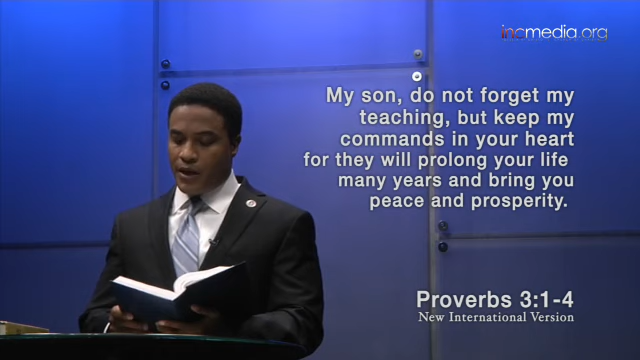 incmedia.org
My son, do not forget my
teaching, but keep my
commands in your heart
for they will prolong your life
many years and bring you
peace and prosperity.
Proverbs 3:1-4
New International Version